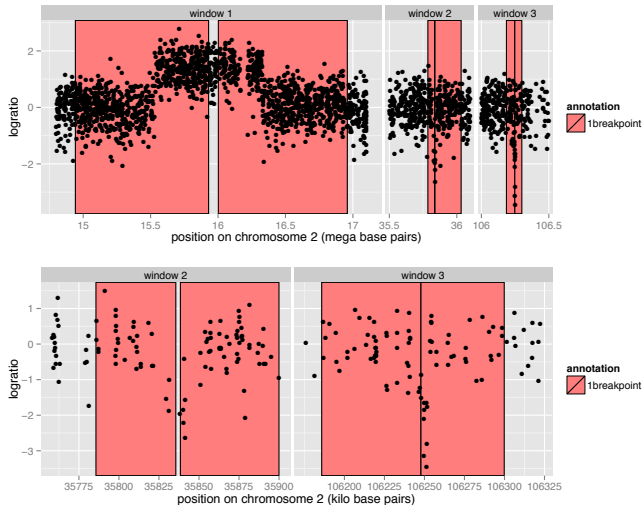 window 1 window 2 window 3
2
0
−2
logratio
15 15.5 16 16.5 17 35.5 36 106 106.5
position on chromosome 2 (mega base pairs)
annotation
1breakpoint
window 2 window 3
1
0
−1
−2
−3
logratio
35775 35800 35825 35850 35875 35900 106200 106225 106250 106275 106300 106325
position on chromosome 2 (kilo base pairs)
annotation
1breakpoint